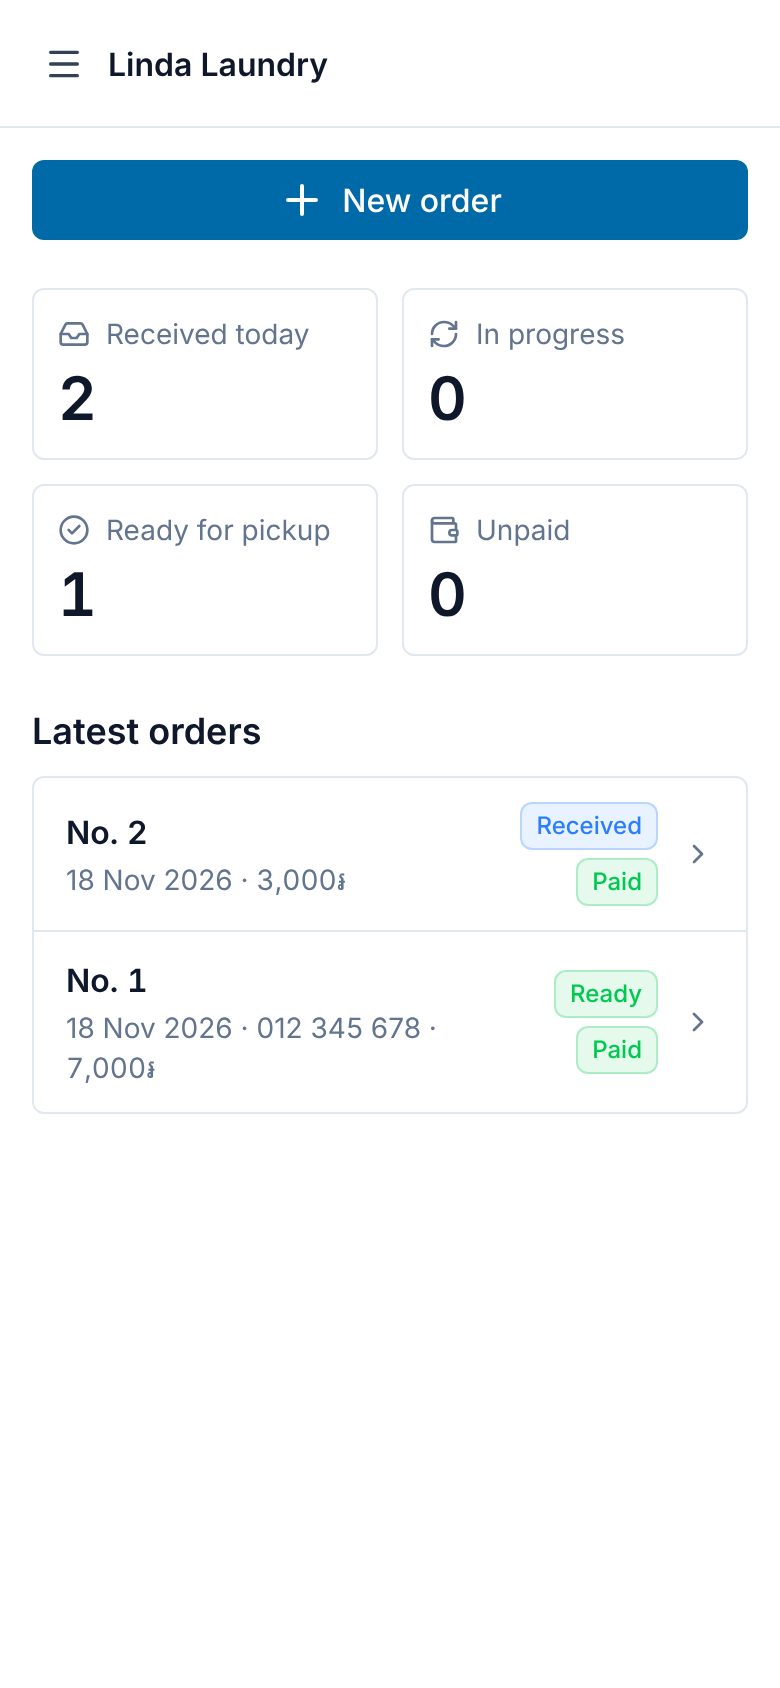 Linda Laundry
New order
Received today
2
In progress
0
Ready for pickup
1
Unpaid
0
Latest orders
No. 2
18 Nov 2026 · 3,000៛
Received
Paid
No. 1
18 Nov 2026 · 012 345 678 ·
7,000៛
Ready
Paid